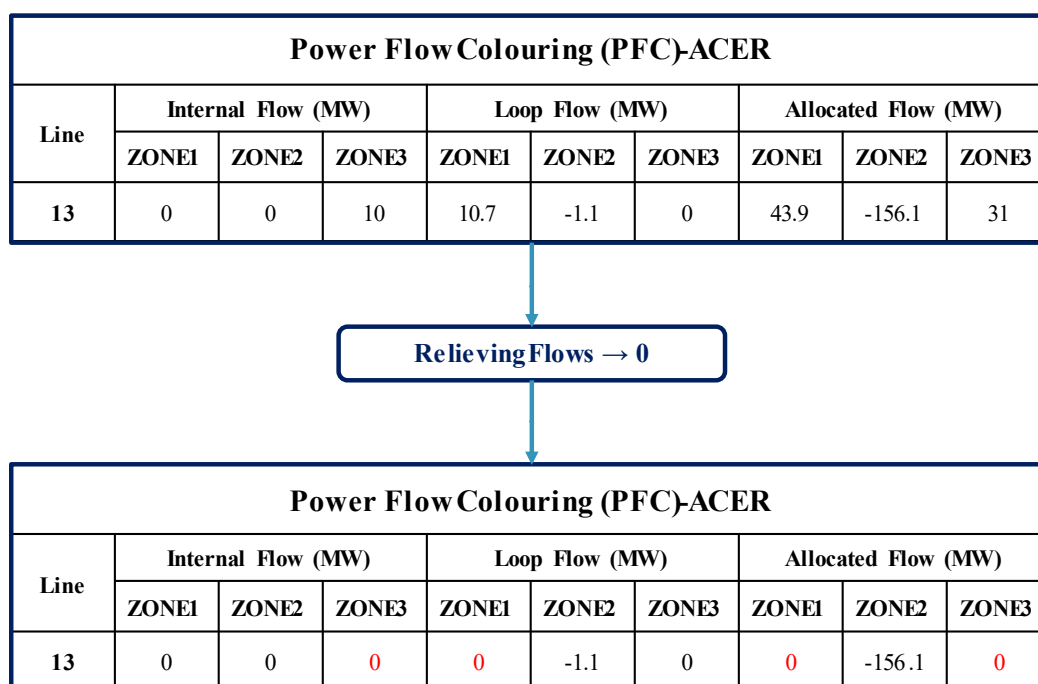 Power Flow Colouring (PFC)-ACER
Line Internal Flow (MW) Loop Flow (MW) Allocated Flow (MW)
ZONE1 ZONE2 ZONE3 ZONE1 ZONE2 ZONE3 ZONE1 ZONE2 ZONE3
13 0 0 10 10.7 -1.1 0 43.9 -156.1 31
Relieving Flows → 0
Power Flow Colouring (PFC)-ACER
Line Internal Flow (MW) Loop Flow (MW) Allocated Flow (MW)
ZONE1 ZONE2 ZONE3 ZONE1 ZONE2 ZONE3 ZONE1 ZONE2 ZONE3
13 0 0 0 0 -1.1 0 0 -156.1 0